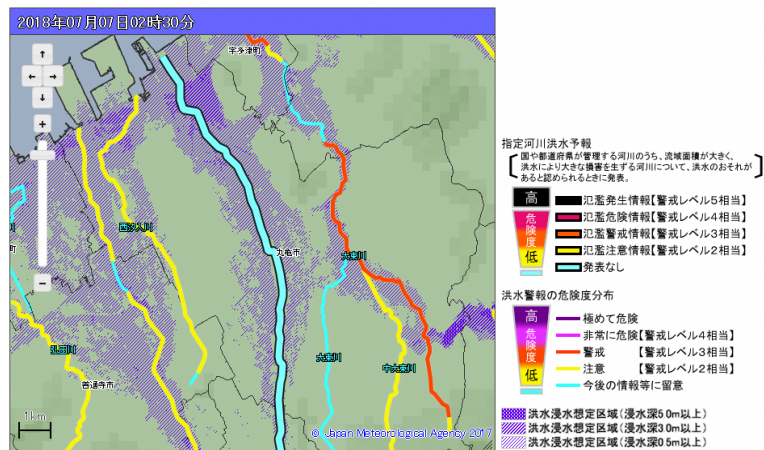 2018年07月07日02時30分
宇多津町
西汐入川
丸亀市
大束川
町
弘田川
善通寺市
大束川
中大束川
1km
© Japan Meteorological Agency 2017
指定河川洪水予報
国や都道府県が管理する河川のうち、流域面積が大きく、
洪水により大きな損害を生ずる河川について、洪水のおそれが
あると認められるときに発表。
高
危険度
低
氾濫発生情報【警戒レベル5相当】
氾濫危険情報【警戒レベル4相当】
氾濫警戒情報【警戒レベル3相当】
氾濫注意情報【警戒レベル2相当】
発表なし
洪水警報の危険度分布
高
危険度
低
極めて危険
非常に危険【警戒レベル4相当】
警戒 【警戒レベル3相当】
注意 【警戒レベル2相当】
今後の情報等に留意
洪水浸水想定区域(浸水深5.0m以上)
洪水浸水想定区域(浸水深3.0m以上)
洪水浸水想定区域(浸水深0.5m以上)